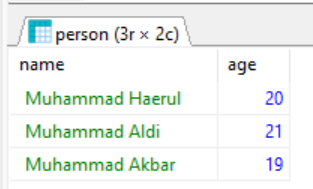 person (3r × 2c)
name age
Muhammad Haerul 20
Muhammad Aldi 21
Muhammad Akbar 19